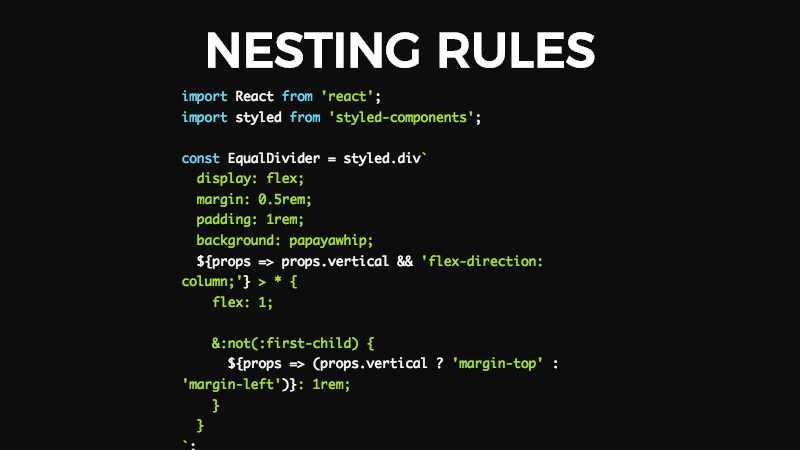 NESTING RULES
import React from 'react';
import styled from 'styled-components';
const EqualDivider = styled.div`
display: flex;
margin: 0.5rem;
padding: 1rem;
background: papayawhip;
${props => props.vertical && 'flex-direction:
column;'} > * {
flex: 1;
&:not(:first-child) {
${props => (props.vertical ? 'margin-top' :
'margin-left')}: 1rem;
}
}
`;